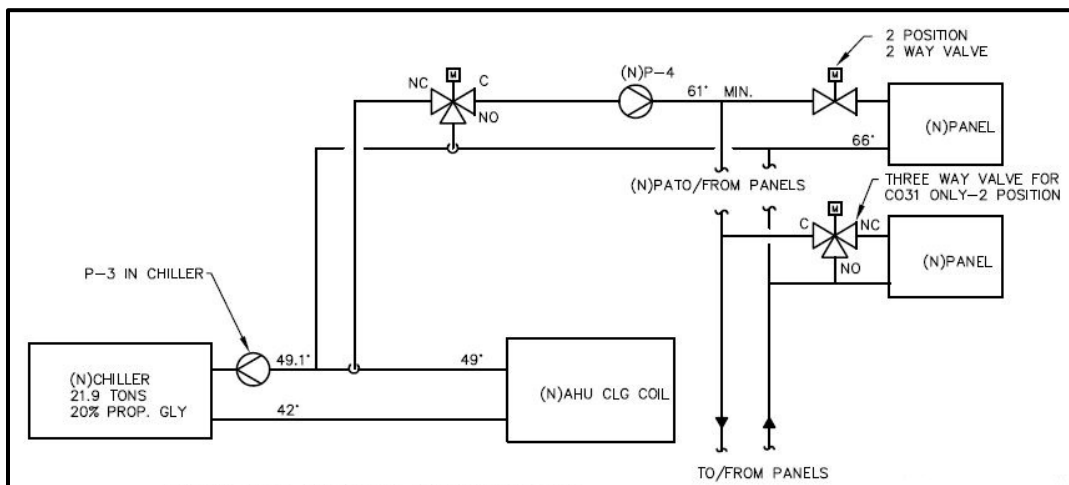 2 POSITION
2 WAY VALVE
NC
M
C
NO
(N)P-4
61° MIN.
M
(N)PANEL
66°
(N)PATO/FROM PANELS
THREE WAY VALVE FOR
CO31 ONLY-2 POSITION
M
C
NC
NO
(N)PANEL
P-3 IN CHILLER
49.1°
49°
(N)CHILLER
21.9 TONS
20% PROP. GLY
42°
(N)AHU CLG COIL
TO/FROM PANELS